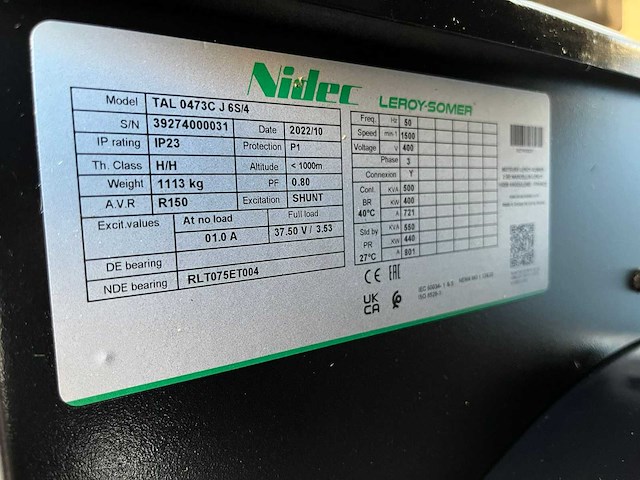 Nidec LEROY-SOMER
Model TAL 0473C J 6S/4
S/N 39274000031 Date 2022/10
IP rating IP23 Protection P1
Th. Class H/H Altitude < 1000m
Weight 1113 kg PF 0.80
A.V.R R150 Excitation SHUNT
Excit.values At no load Full load
01.0 A 37.50 V / 3.53
DE bearing
NDE bearing RLT075ET004
Freq. Hz 50
Speed min-1 1500
Voltage V 400
Phase 3
Connexion Y
Cont. KVA 500
BR KW 400
40°C A 721
Std by KVA 550
PR KW 440
27°C A 801
CE EAC
UK
CA